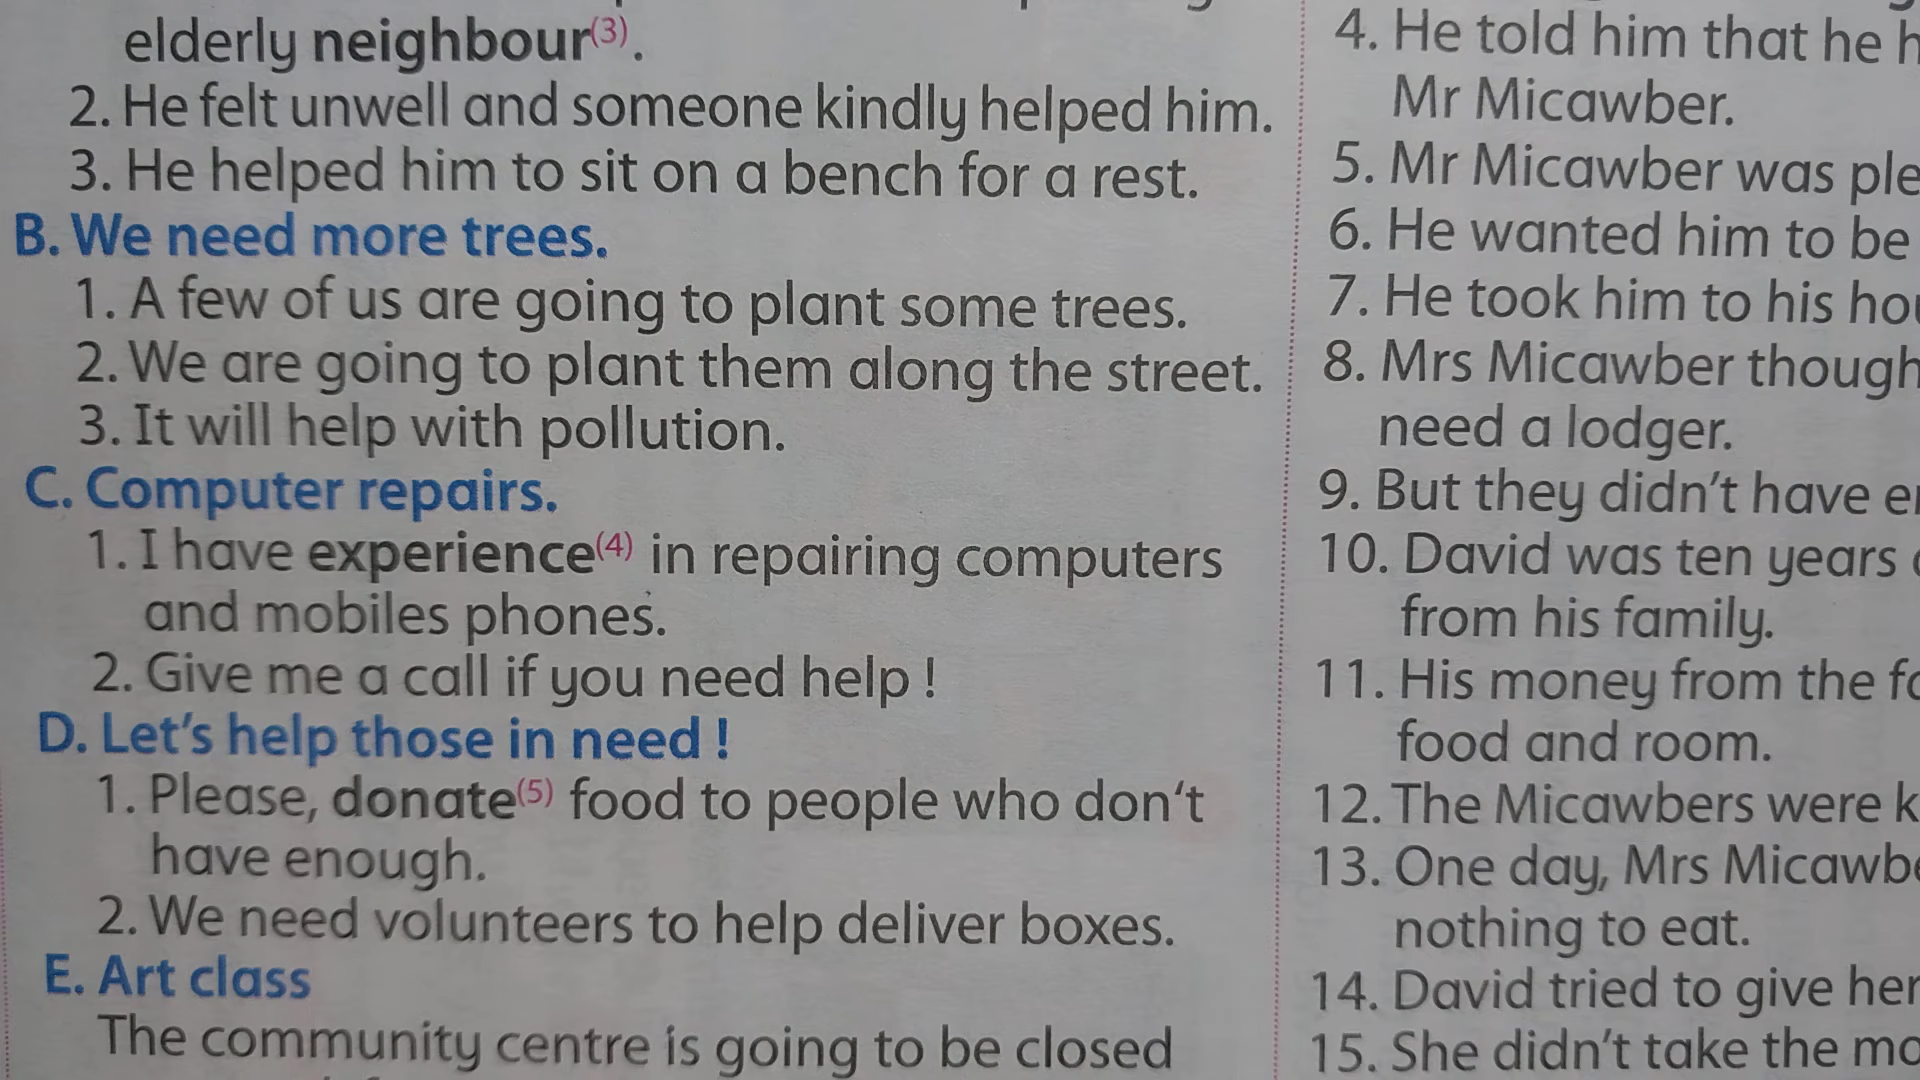 elderly neighbour(3).
2. He felt unwell and someone kindly helped him.
3. He helped him to sit on a bench for a rest.
B. We need more trees.
1. A few of us are going to plant some trees.
2. We are going to plant them along the street.
3. It will help with pollution.
C. Computer repairs.
1. I have experience(4) in repairing computers
and mobiles phones.
2. Give me a call if you need help !
D. Let's help those in need !
1. Please, donate(5) food to people who don‘t
have enough.
2. We need volunteers to help deliver boxes.
E. Art class
The community centre is going to be closed
4. He told him that he
Mr Micawber.
5. Mr Micawber was
6. He wanted him to be
7. He took him to his
8. Mrs Micawber
need a lodger.
9. But they didn't have
10. David was ten years
from his family.
11. His money from the
food and room.
12. The Micawbers were
13. One day, Mrs
nothing to eat.
14. David tried to give her
15. She didn't take the